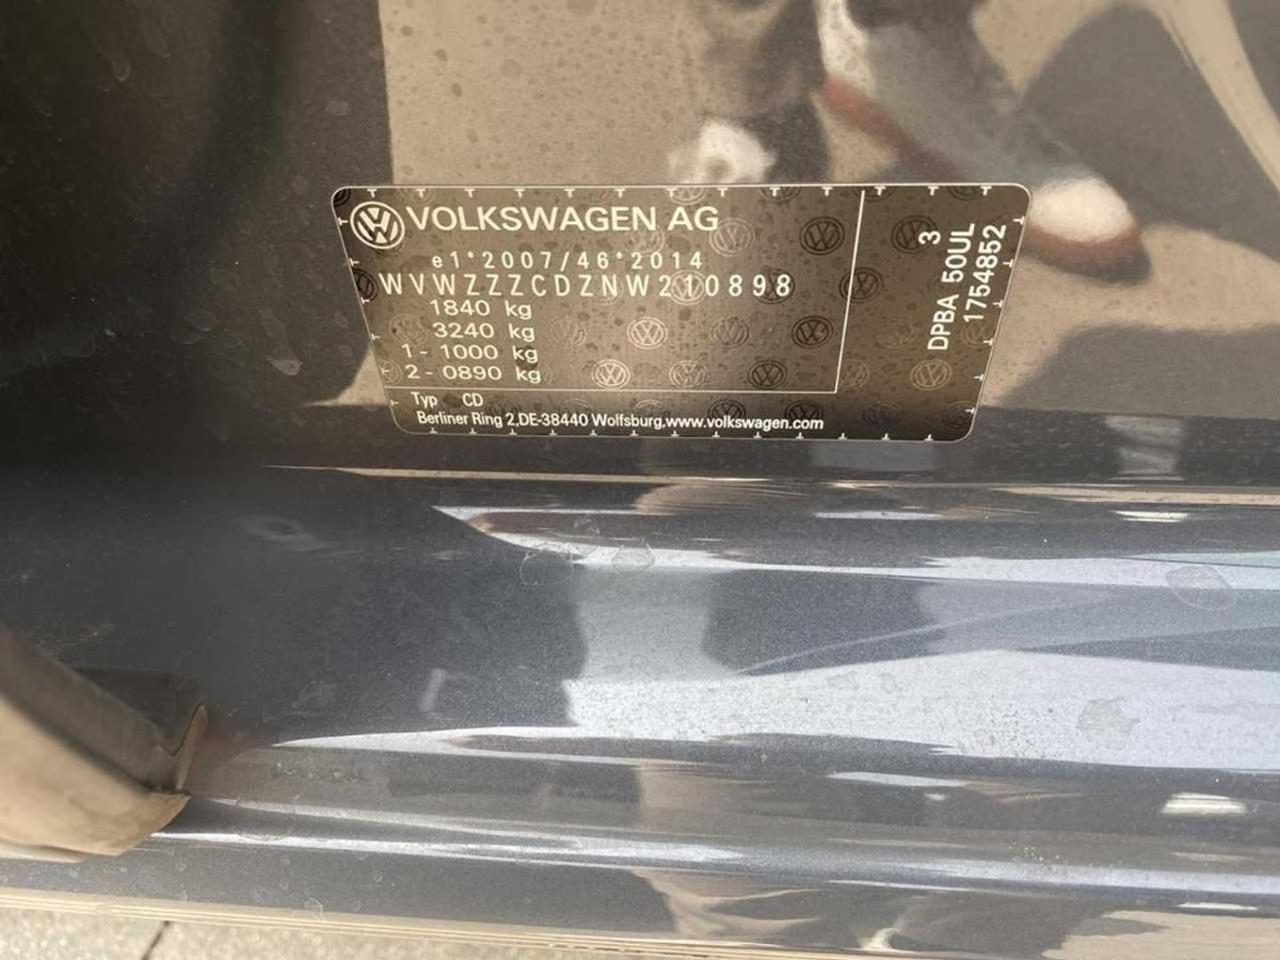 VOLKSWAGEN AG
e1*2007/46*2014
WVWZZZCDZNW210898
1840 kg
3240 kg
1 - 1000 kg
2 - 0890 kg
Typ CD
Berliner Ring 2,DE-38440 Wolfsburg,www.volkswagen.com
3
DPBA 50UL
1754852